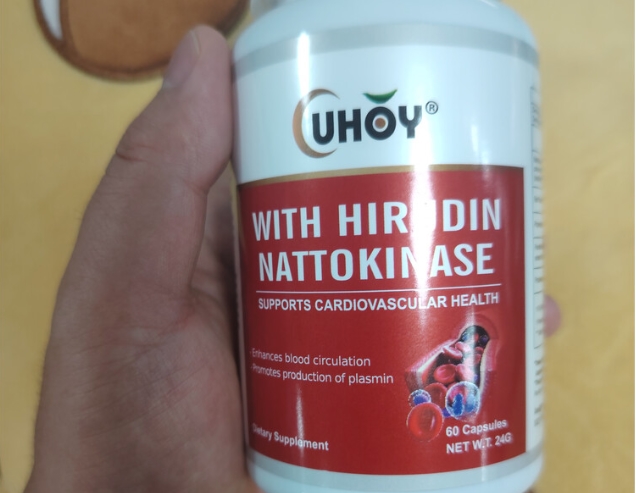 UHOY®
WITH HIRUDIN
NATTOKINASE
SUPPORTS CARDIOVASCULAR HEALTH
Enhances blood circulation
Promotes production of plasmin
Dietary Supplement
60 Capsules
NET W.T. 24G